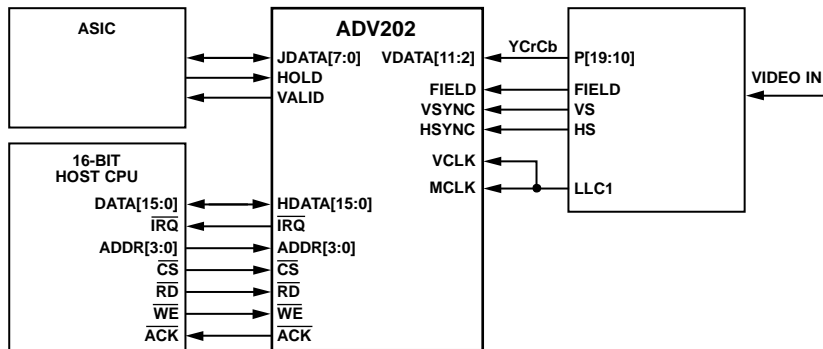 ASIC
ADV202
JDATA[7:0]
HOLD
VALID
VDATA[11:2]
YCrCb
P[19:10]
FIELD
FIELD
VSYNC
VS
HSYNC
HS
VIDEO IN
VCLK
MCLK
LLC1
16-BIT
HOST CPU
DATA[15:0]
HDATA[15:0]
IRQ
IRQ
ADDR[3:0]
ADDR[3:0]
CS
CS
RD
RD
WE
WE
ACK
ACK